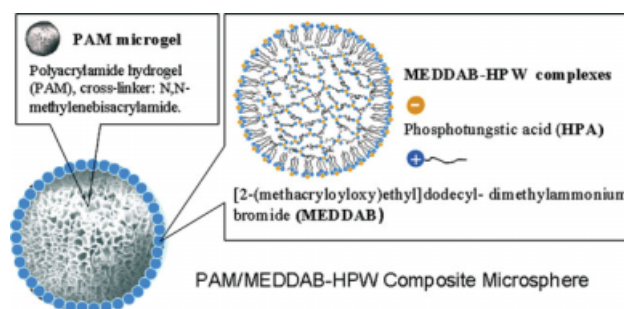 PAM microgel
Polyacrylamide hydrogel
(PAM), cross-linker: N,N-
methylenebisacrylamide.
MEDDAB-HPW complexes
Phosphotungstic acid (HPA)
[2-(methacryloyloxy)ethyl]dodecyl- dimethylammonium
bromide (MEDDAB)
PAM/MEDDAB-HPW Composite Microsphere